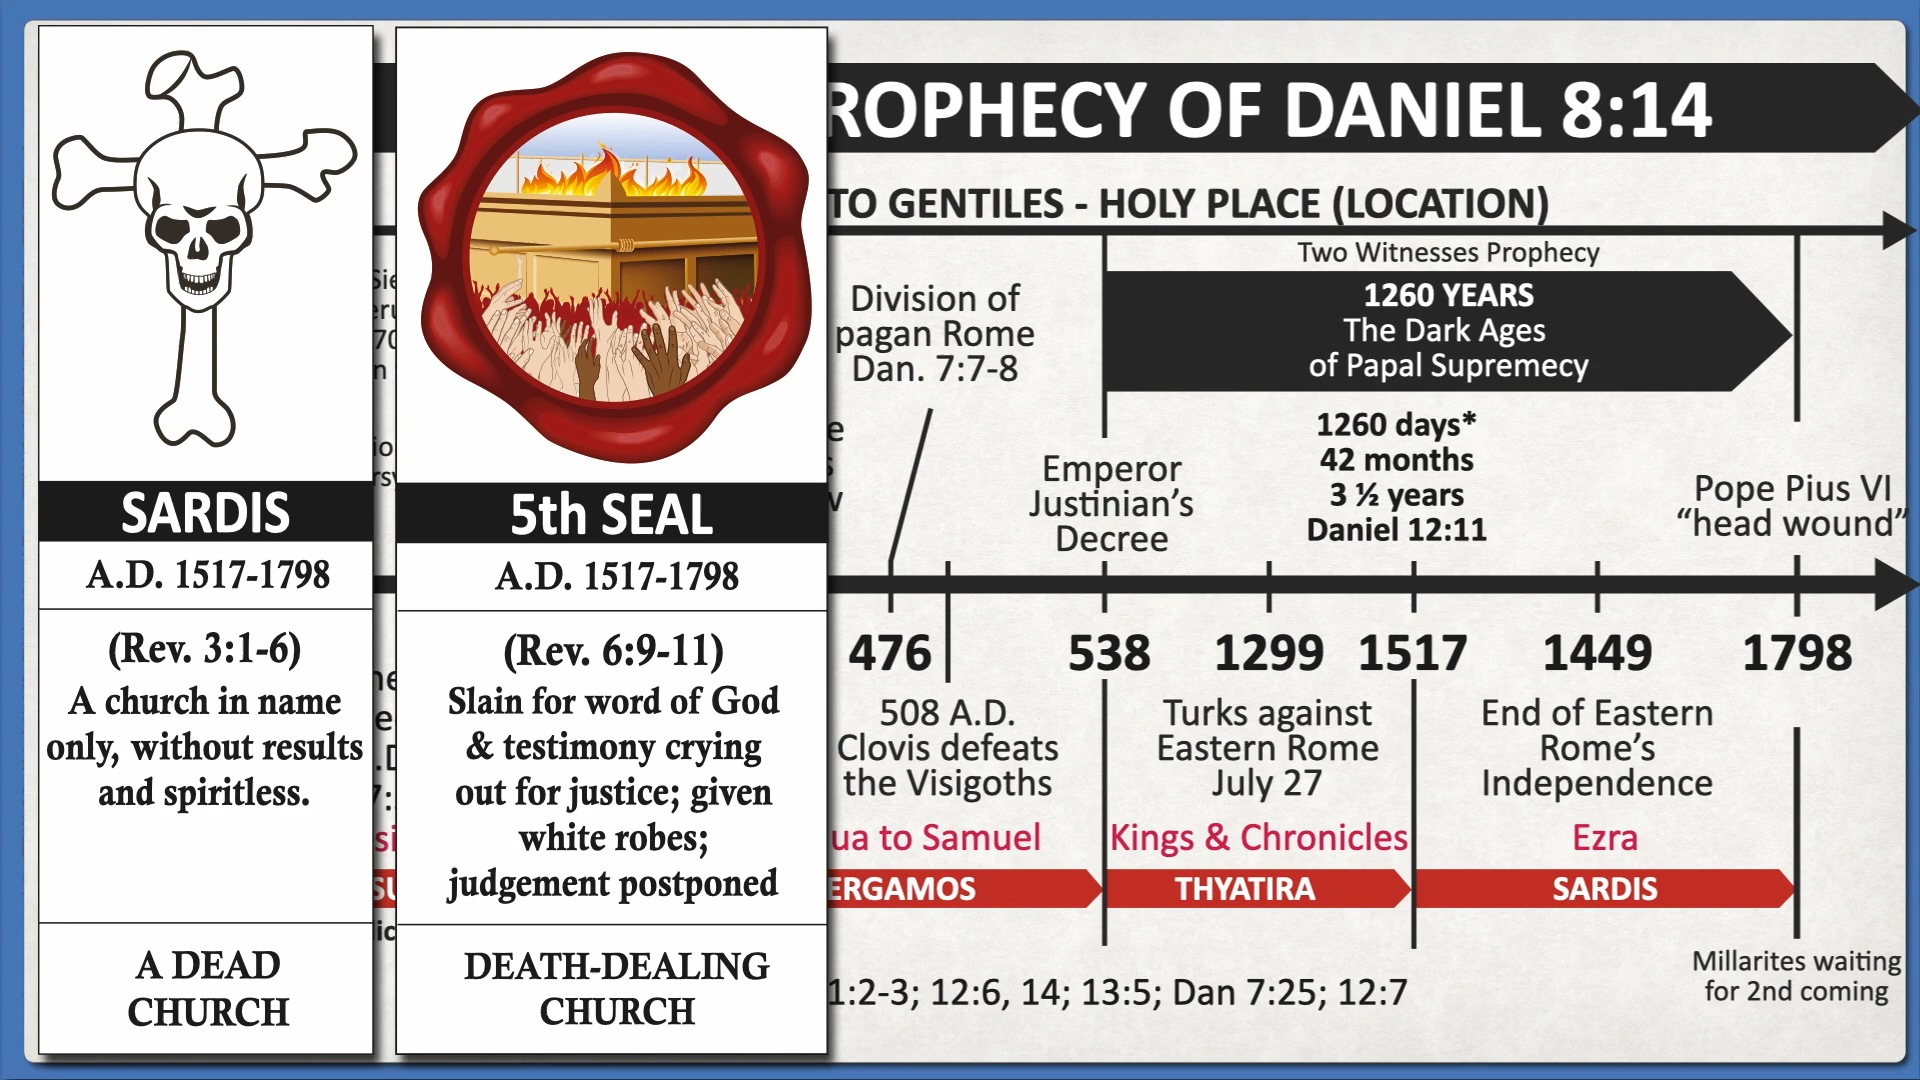 SARDIS
A.D. 1517-1798
(Rev. 3:1-6)
A church in name
only, without results
and spiritless.
A DEAD
CHURCH
5th SEAL
A.D. 1517-1798
(Rev. 6:9-11)
Slain for word of God
& testimony crying
out for justice; given
white robes;
judgement postponed
DEATH-DEALING
CHURCH
ROPHECY OF DANIEL 8:14
TO GENTILES - HOLY PLACE (LOCATION)
Two Witnesses Prophecy
1260 YEARS
The Dark Ages
of Papal Supremecy
Division of
pagan Rome
Dan. 7:7-8
1260 days*
42 months
3 ½ years
Daniel 12:11
Emperor
Justinian's
Decree
Pope Pius VI
“head wound”
476
538
1299
1517
1449
1798
508 A.D.
Clovis defeats
the Visigoths
Turks against
Eastern Rome
July 27
End of Eastern
Rome's
Independence
ua to Samuel
Kings & Chronicles
Ezra
ERGAMOS
THYATIRA
SARDIS
Millarites waiting
for 2nd coming
1:2-3; 12:6, 14; 13:5; Dan 7:25; 12:7